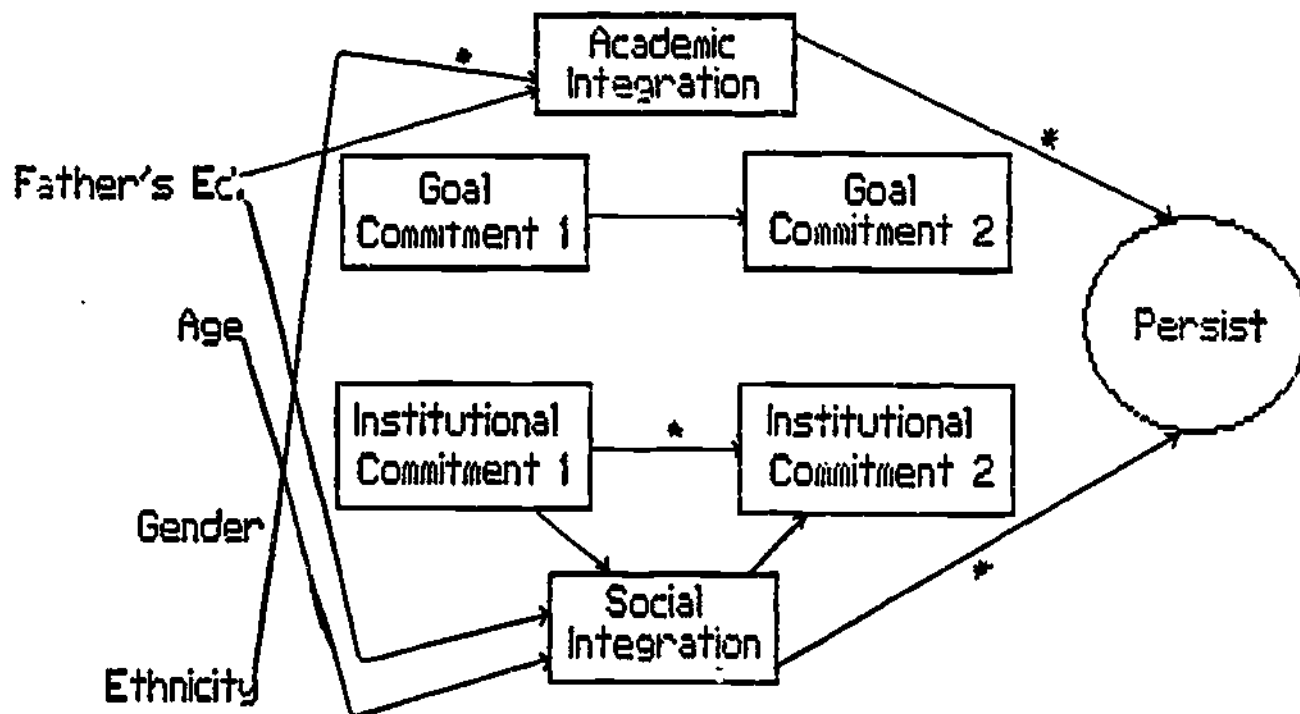 Academic
Integration
*
*
Father's Ed.
Goal
Commitment 1
Goal
Commitment 2
Age
Persist
Institutional
Commitment 1
*
Institutional
Commitment 2
Gender
*
Social
Integration
Ethnicity